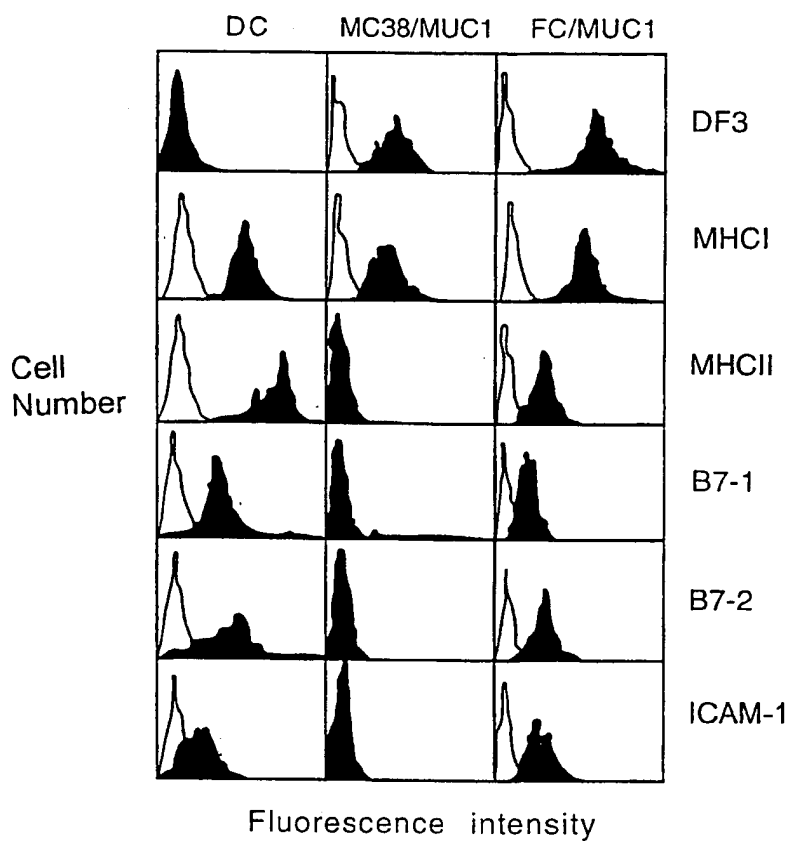 DC MC38/MUC1 FC/MUC1
DF3
MHCI
MHCII
Cell
Number
B7-1
B7-2
ICAM-1
Fluorescence intensity